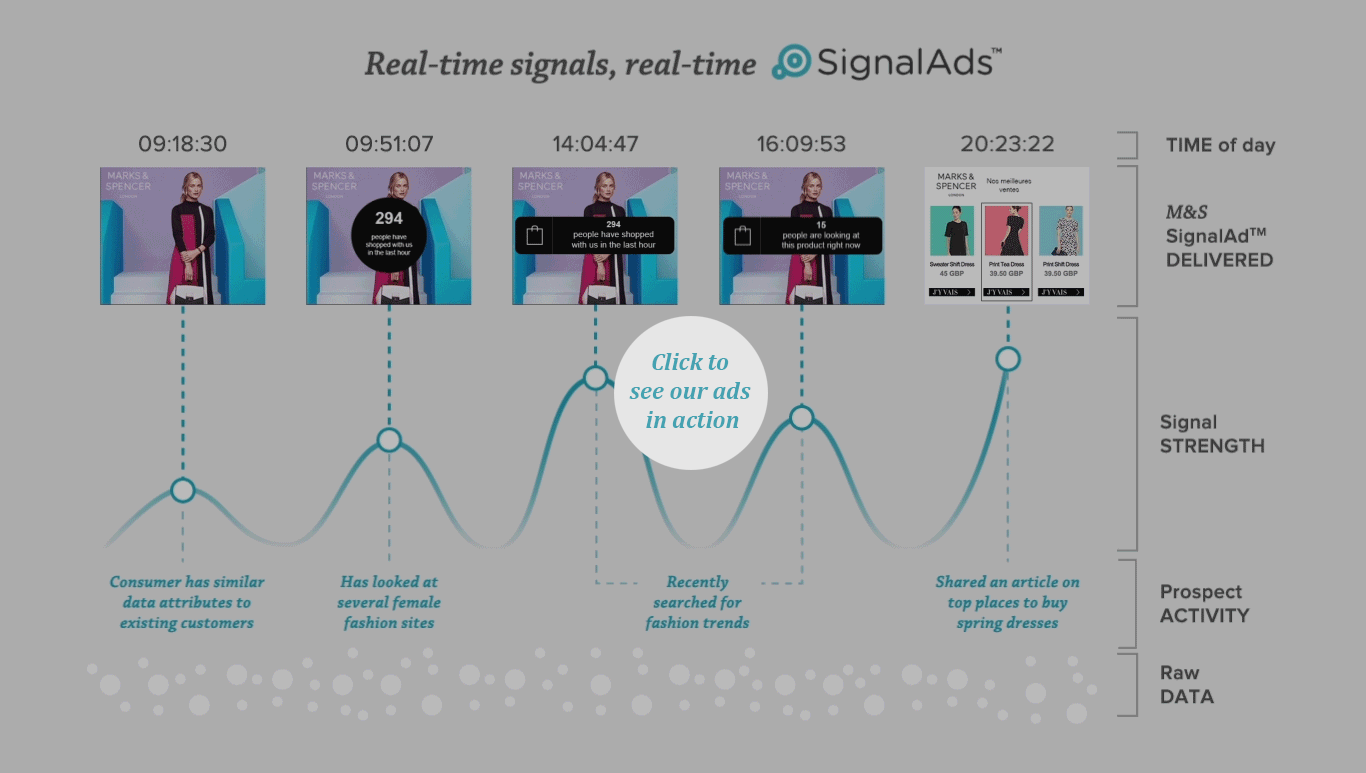 Real-time signals, real-time SignalAds™
09:18:30
09:51:07
14:04:47
16:09:53
20:23:22
TIME of day
MARKS &
SPENCER
LONDON
MARKS &
SPENCER
LONDON
294
people have
shopped with us
in the last hour
MARKS &
SPENCER
294
people have shopped
with us in the last hour
MARKS &
SPENCER
15
people are looking at
this product right now
MARKS &
SPENCER
LONDON
Nos meilleures
ventes
Sweater Shift Dress
45 GBP
J'Y VAIS
Print Tea Dress
39.50 GBP
J'Y VAIS
Print Shift Dress
39.50 GBP
J'Y VAIS
M&S
SignalAd™
DELIVERED
Click to
see our ads
in action
Signal
STRENGTH
Consumer has similar
data attributes to
existing customers
Has looked at
several female
fashion sites
Recently
searched for
fashion trends
Shared an article on
top places to buy
spring dresses
Prospect
ACTIVITY
Raw
DATA